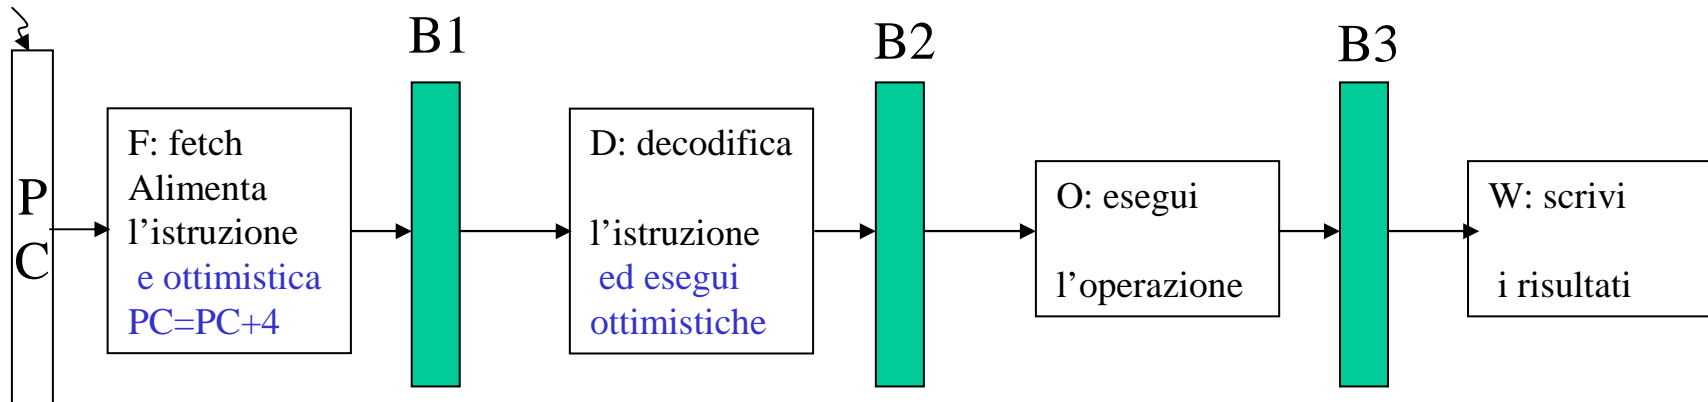 P
C
F: fetch
Alimenta
l’istruzione
e ottimistica
PC=PC+4
B1
D: decodifica
l’istruzione
ed esegui
ottimistiche
B2
O: esegui
l’operazione
B3
W: scrivi
i risultati